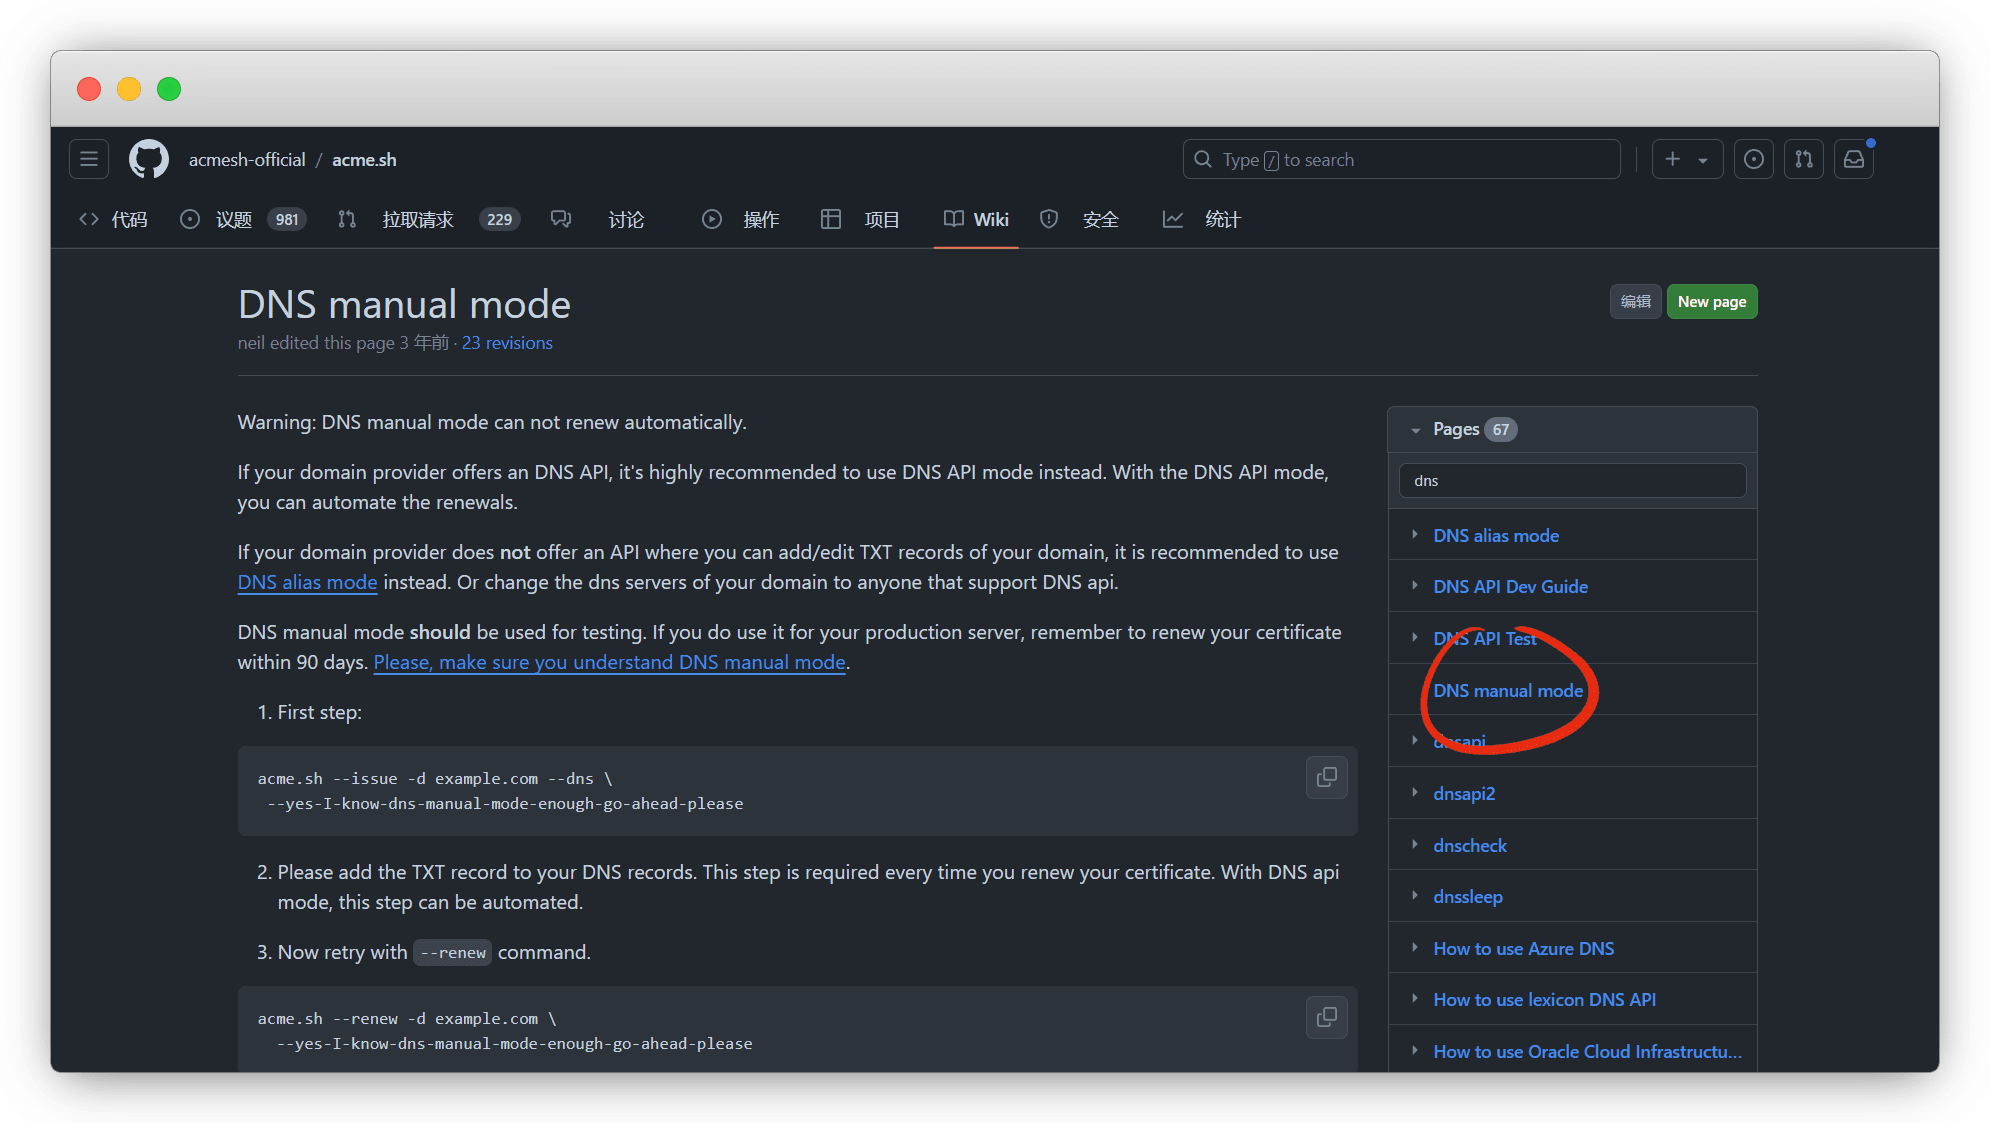 acmesh-official / acme.sh
Type / to search
代码
议题 981
拉取请求 229
讨论
操作
项目
Wiki
安全
统计
DNS manual mode
编辑
New page
neil edited this page 3 年前 · 23 revisions
Warning: DNS manual mode can not renew automatically.
If your domain provider offers an DNS API, it's highly recommended to use DNS API mode instead. With the DNS API mode,
you can automate the renewals.
If your domain provider does not offer an API where you can add/edit TXT records of your domain, it is recommended to use
DNS alias mode instead. Or change the dns servers of your domain to anyone that support DNS api.
DNS manual mode should be used for testing. If you do use it for your production server, remember to renew your certificate
within 90 days. Please, make sure you understand DNS manual mode.
1. First step:
acme.sh --issue -d example.com --dns \
--yes-I-know-dns-manual-mode-enough-go-ahead-please
2. Please add the TXT record to your DNS records. This step is required every time you renew your certificate. With DNS api
mode, this step can be automated.
3. Now retry with --renew command.
acme.sh --renew -d example.com \
--yes-I-know-dns-manual-mode-enough-go-ahead-please
Pages 67
dns
DNS alias mode
DNS API Dev Guide
DNS API Test
DNS manual mode
dnsapi
dnsapi2
dnscheck
dnssleep
How to use Azure DNS
How to use lexicon DNS API
How to use Oracle Cloud Infrastructu...